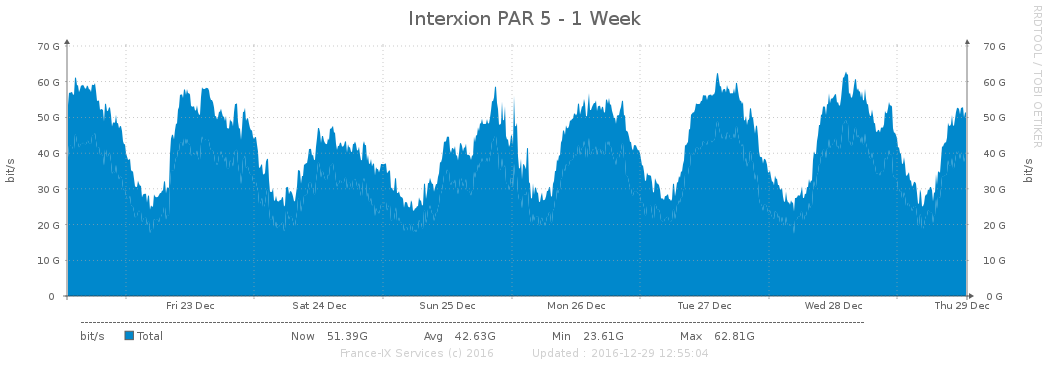 Interxion PAR 5 - 1 Week
RRDTOOL / TOBI OETIKER
70 G 70 G
60 G 60 G
50 G 50 G
40 G 40 G
30 G 30 G
20 G 20 G
10 G 10 G
0 0 G
bit/s bit/s
Fri 23 Dec Sat 24 Dec Sun 25 Dec Mon 26 Dec Tue 27 Dec Wed 28 Dec Thu 29 Dec
bit/s Total Now 51.39G Avg 42.63G Min 23.61G Max 62.81G
France-IX Services (c) 2016 Updated : 2016-12-29 12:55:04